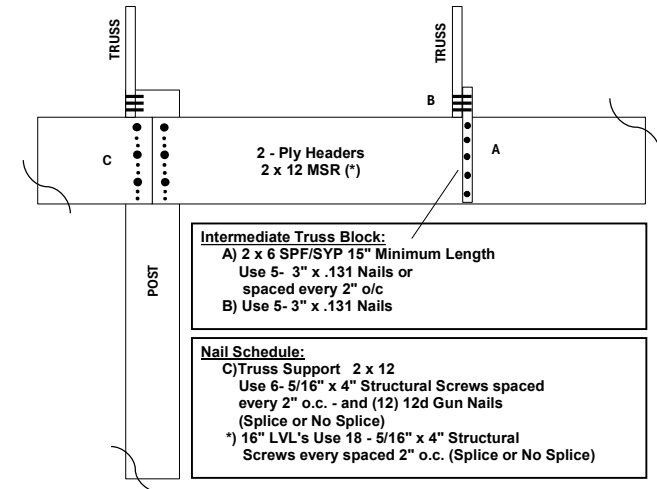 TRUSS
TRUSS
B
C
2 - Ply Headers
2 x 12 MSR (*)
A
POST
Intermediate Truss Block:
A) 2 x 6 SPF/SYP 15" Minimum Length
Use 5- 3" x .131 Nails or
spaced every 2" o/c
B) Use 5- 3" x .131 Nails
Nail Schedule:
C)Truss Support 2 x 12
Use 6- 5/16" x 4" Structural Screws spaced
every 2" o.c. - and (12) 12d Gun Nails
(Splice or No Splice)
*) 16" LVL's Use 18 - 5/16" x 4" Structural
Screws every spaced 2" o.c. (Splice or No Splice)